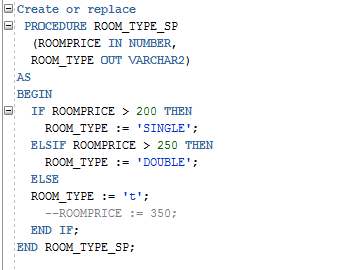 Create or replace
PROCEDURE ROOM_TYPE_SP
(ROOMPRICE IN NUMBER,
ROOM_TYPE OUT VARCHAR2)
AS
BEGIN
IF ROOMPRICE > 200 THEN
ROOM_TYPE := 'SINGLE';
ELSIF ROOMPRICE > 250 THEN
ROOM_TYPE := 'DOUBLE';
ELSE
ROOM_TYPE := 't';
--ROOMPRICE := 350;
END IF;
END ROOM_TYPE_SP;